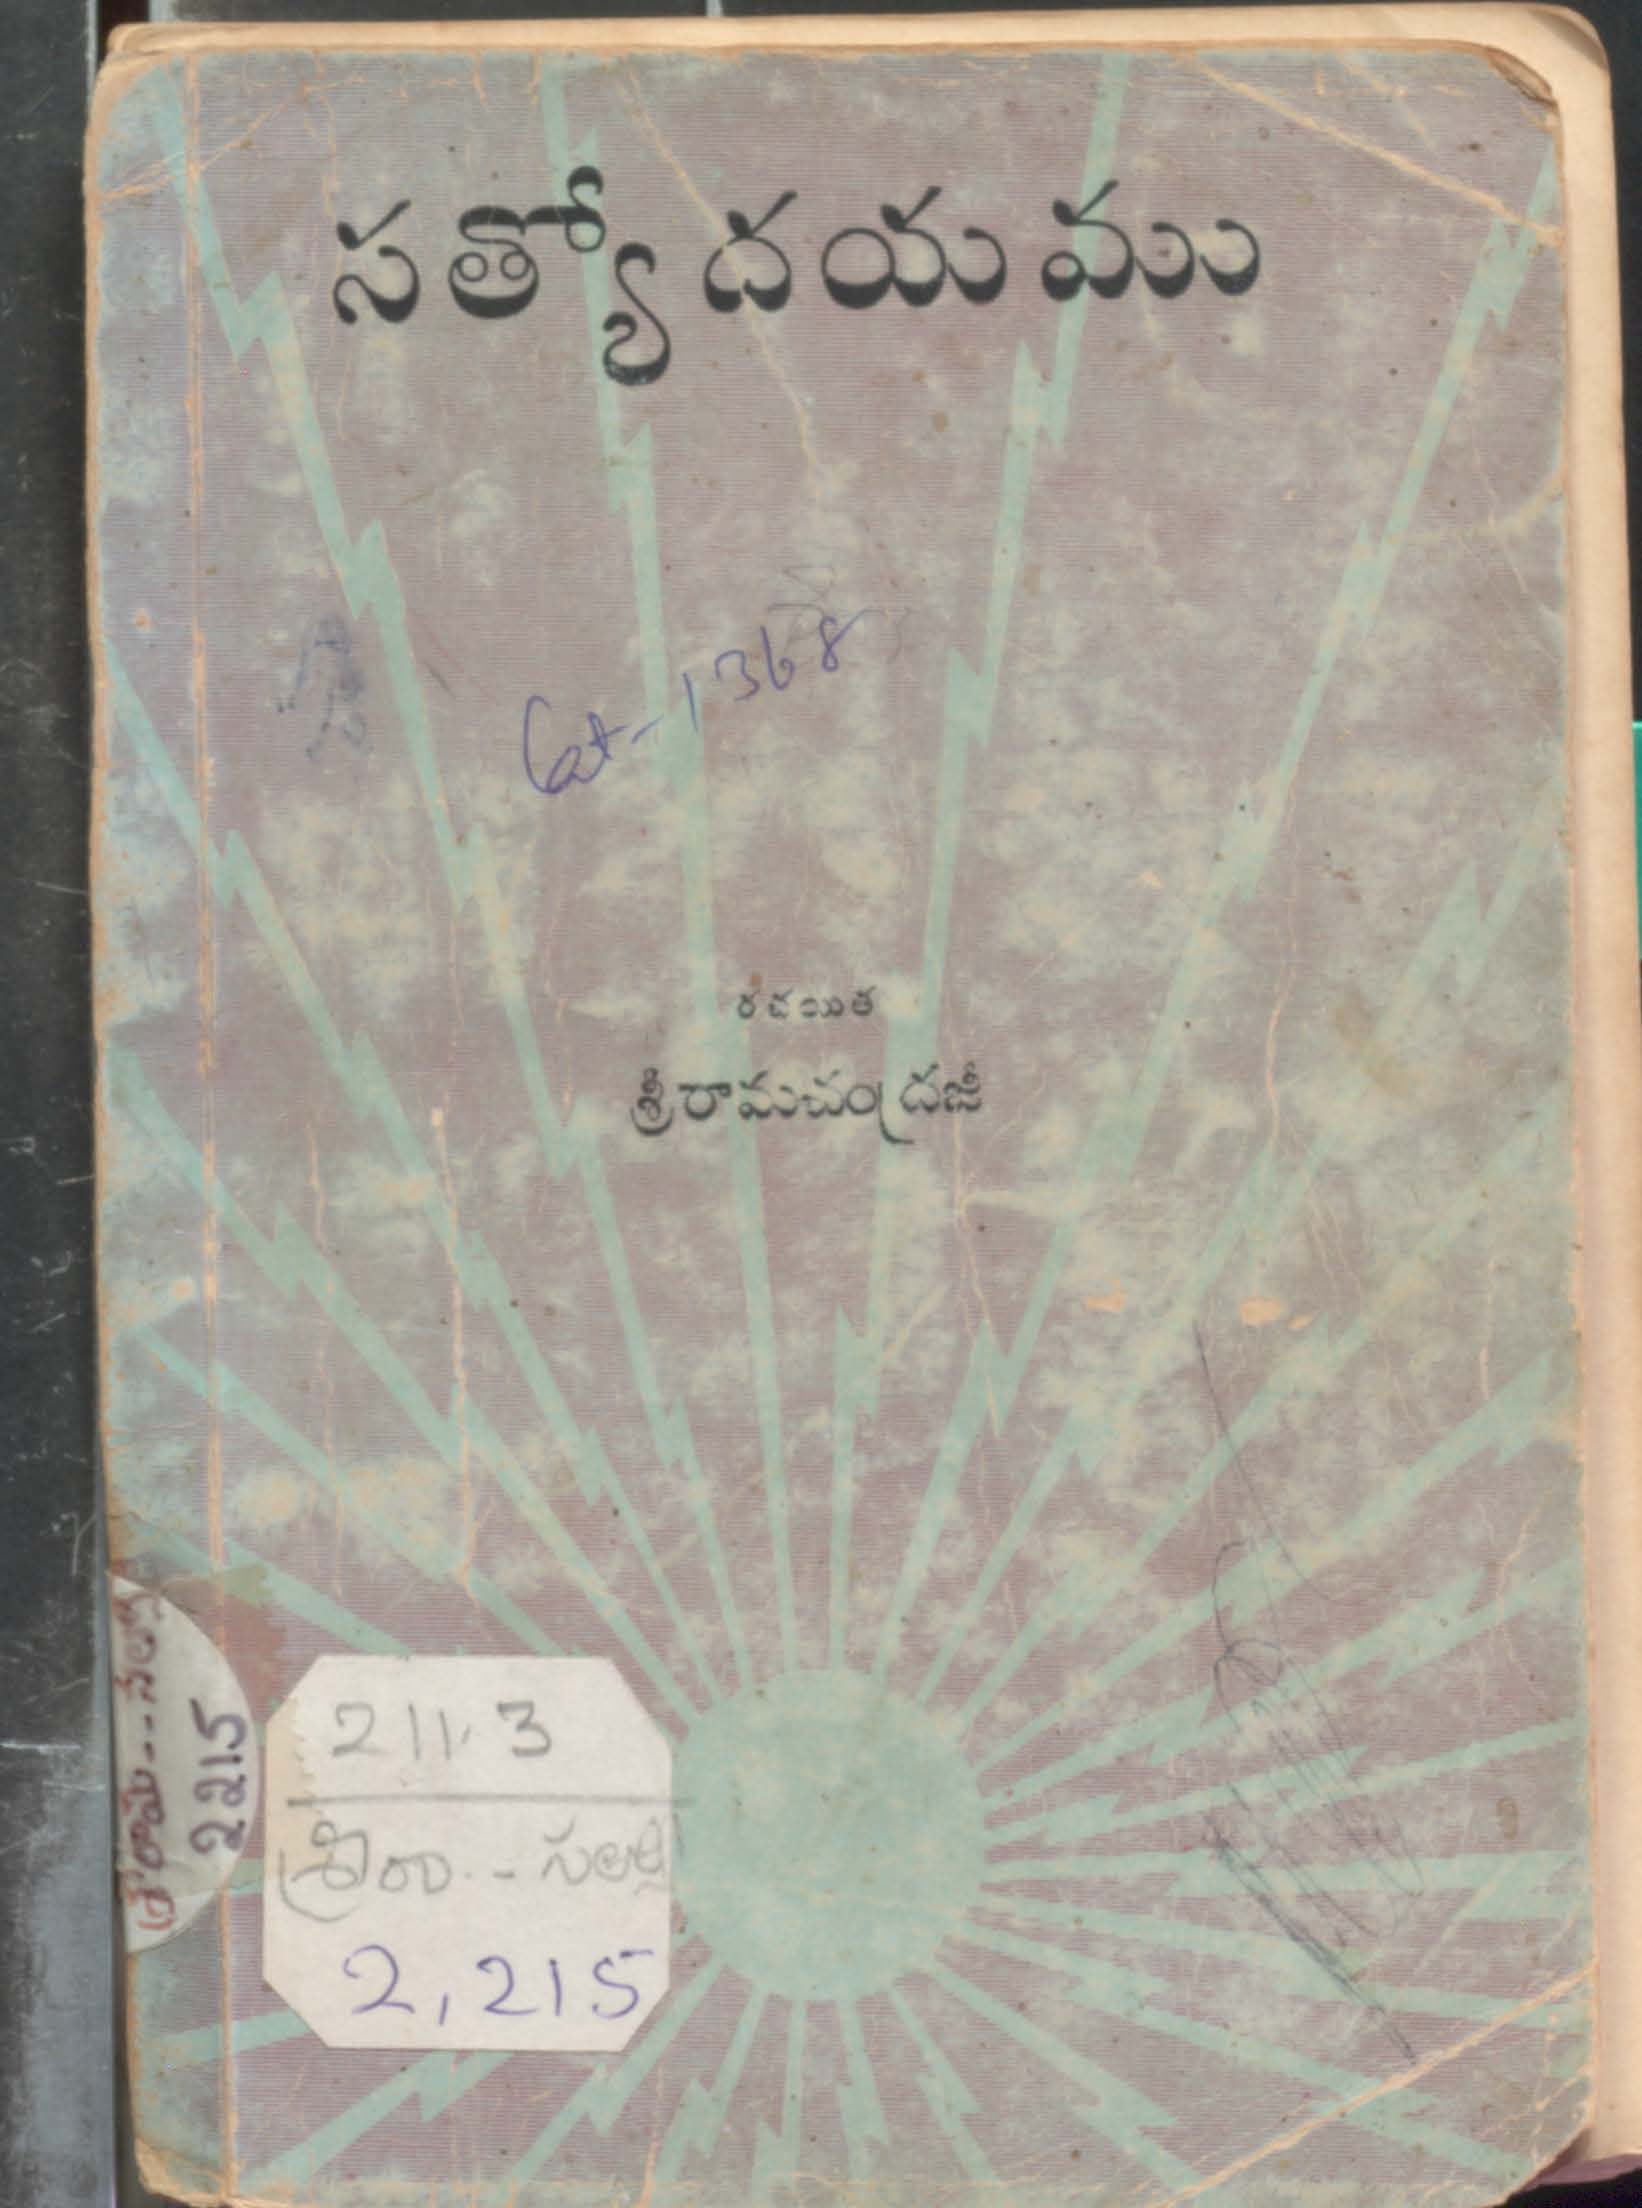 సత్యోదయము
Cat-1368
రచయిత
శ్రీరామచంద్రజీ
2215
211.3
శ్రీరా..-
2,215